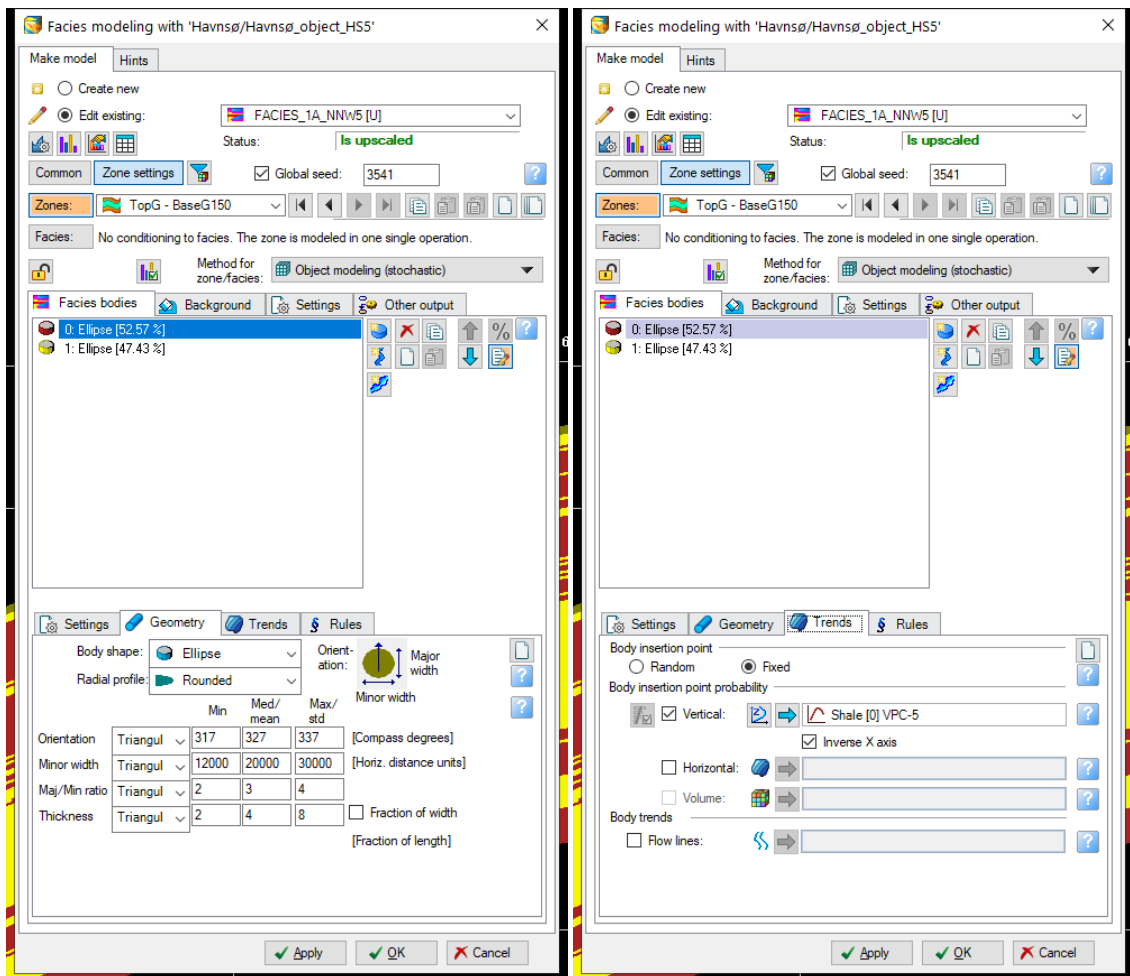 Facies modeling with 'Havnsø/Havnsø_object_HS5'
Make model Hints
Create new
Edit existing: FACIES_1A_NNW5 [U]
Status: Is upscaled
Common Zone settings Global seed: 3541
Zones: TopG - BaseG150
Facies: No conditioning to facies. The zone is modeled in one single operation.
Method for zone/facies: Object modeling (stochastic)
Facies bodies Background Settings Other output
0: Ellipse [52.57 %]
1: Ellipse [47.43 %]
%
?
Settings Geometry Trends § Rules
Body shape: Ellipse Orient-ation: Major width
Radial profile: Rounded Minor width
Min Med/mean Max/std
Orientation Triangul 317 327 337 [Compass degrees]
Minor width Triangul 12000 20000 30000 [Horiz. distance units]
Maj/Min ratio Triangul 2 3 4
Thickness Triangul 2 4 8 Fraction of width
[Fraction of length]
Apply OK Cancel
Facies modeling with 'Havnsø/Havnsø_object_HS5'
Make model Hints
Create new
Edit existing: FACIES_1A_NNW5 [U]
Status: Is upscaled
Common Zone settings Global seed: 3541
Zones: TopG - BaseG150
Facies: No conditioning to facies. The zone is modeled in one single operation.
Method for zone/facies: Object modeling (stochastic)
Facies bodies Background Settings Other output
0: Ellipse [52.57 %]
1: Ellipse [47.43 %]
%
?
Settings Geometry Trends § Rules
Body insertion point
Random Fixed
Body insertion point probability
Vertical: Shale [0] VPC-5
Inverse X axis
Horizontal:
Volume:
Body trends
Flow lines:
Apply OK Cancel